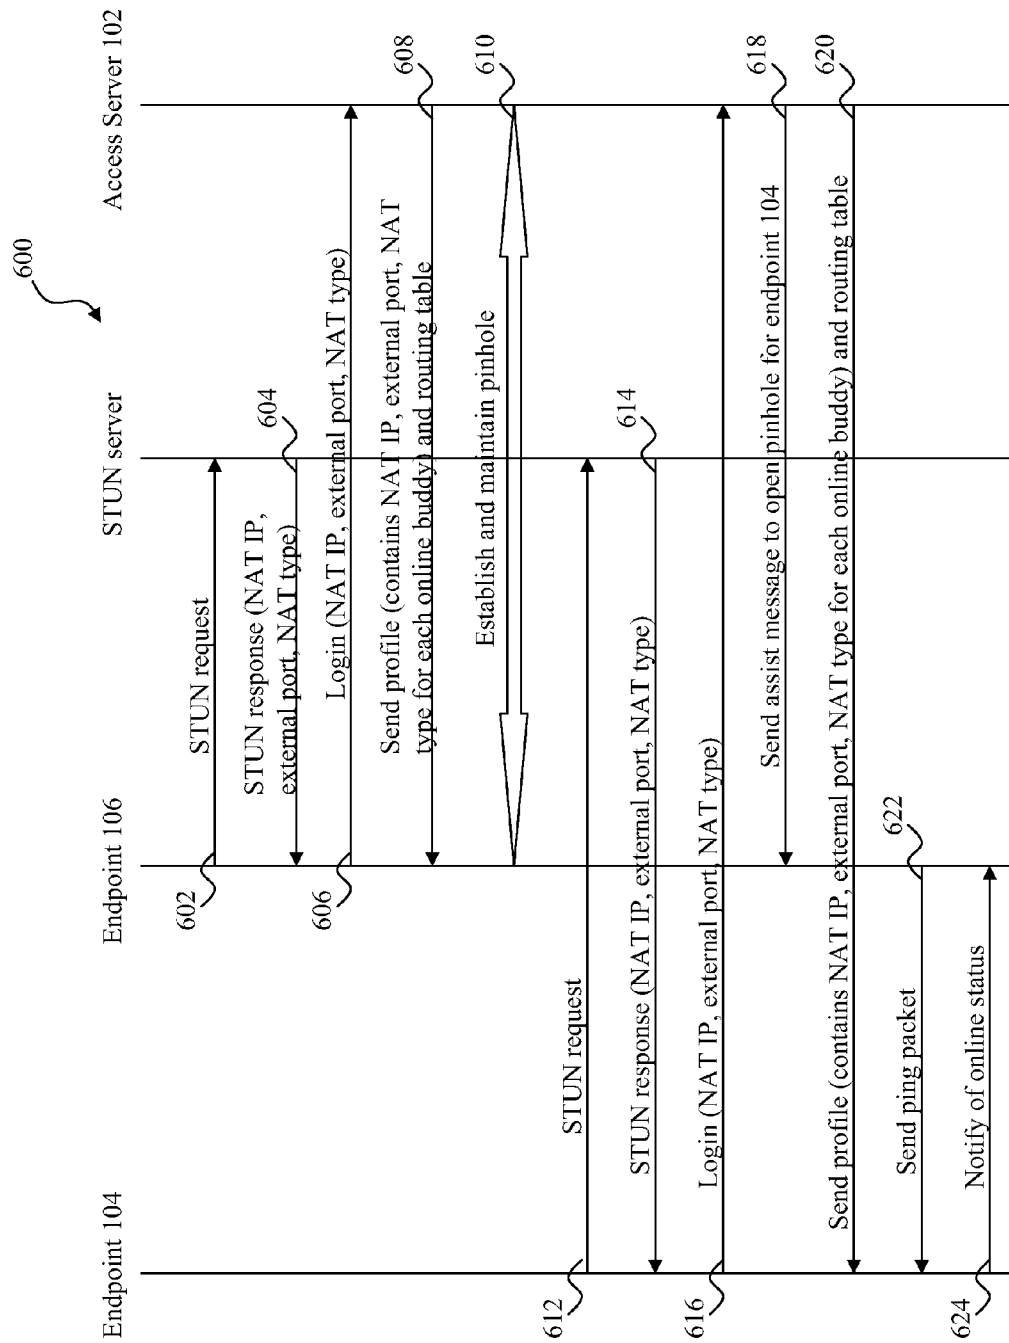 600
Endpoint 104
Endpoint 106
STUN server
Access Server 102
602
STUN request
604
STUN response (NAT IP,
external port, NAT type)
606
Login (NAT IP, external port, NAT type)
608
Send profile (contains NAT IP, external port, NAT
type for each online buddy) and routing table
610
Establish and maintain pinhole
612
STUN request
614
STUN response (NAT IP, external port, NAT type)
616
Login (NAT IP, external port, NAT type)
618
Send assist message to open pinhole for endpoint 104
620
Send profile (contains NAT IP, external port, NAT type for each online buddy) and routing table
622
Send ping packet
624
Notify of online status